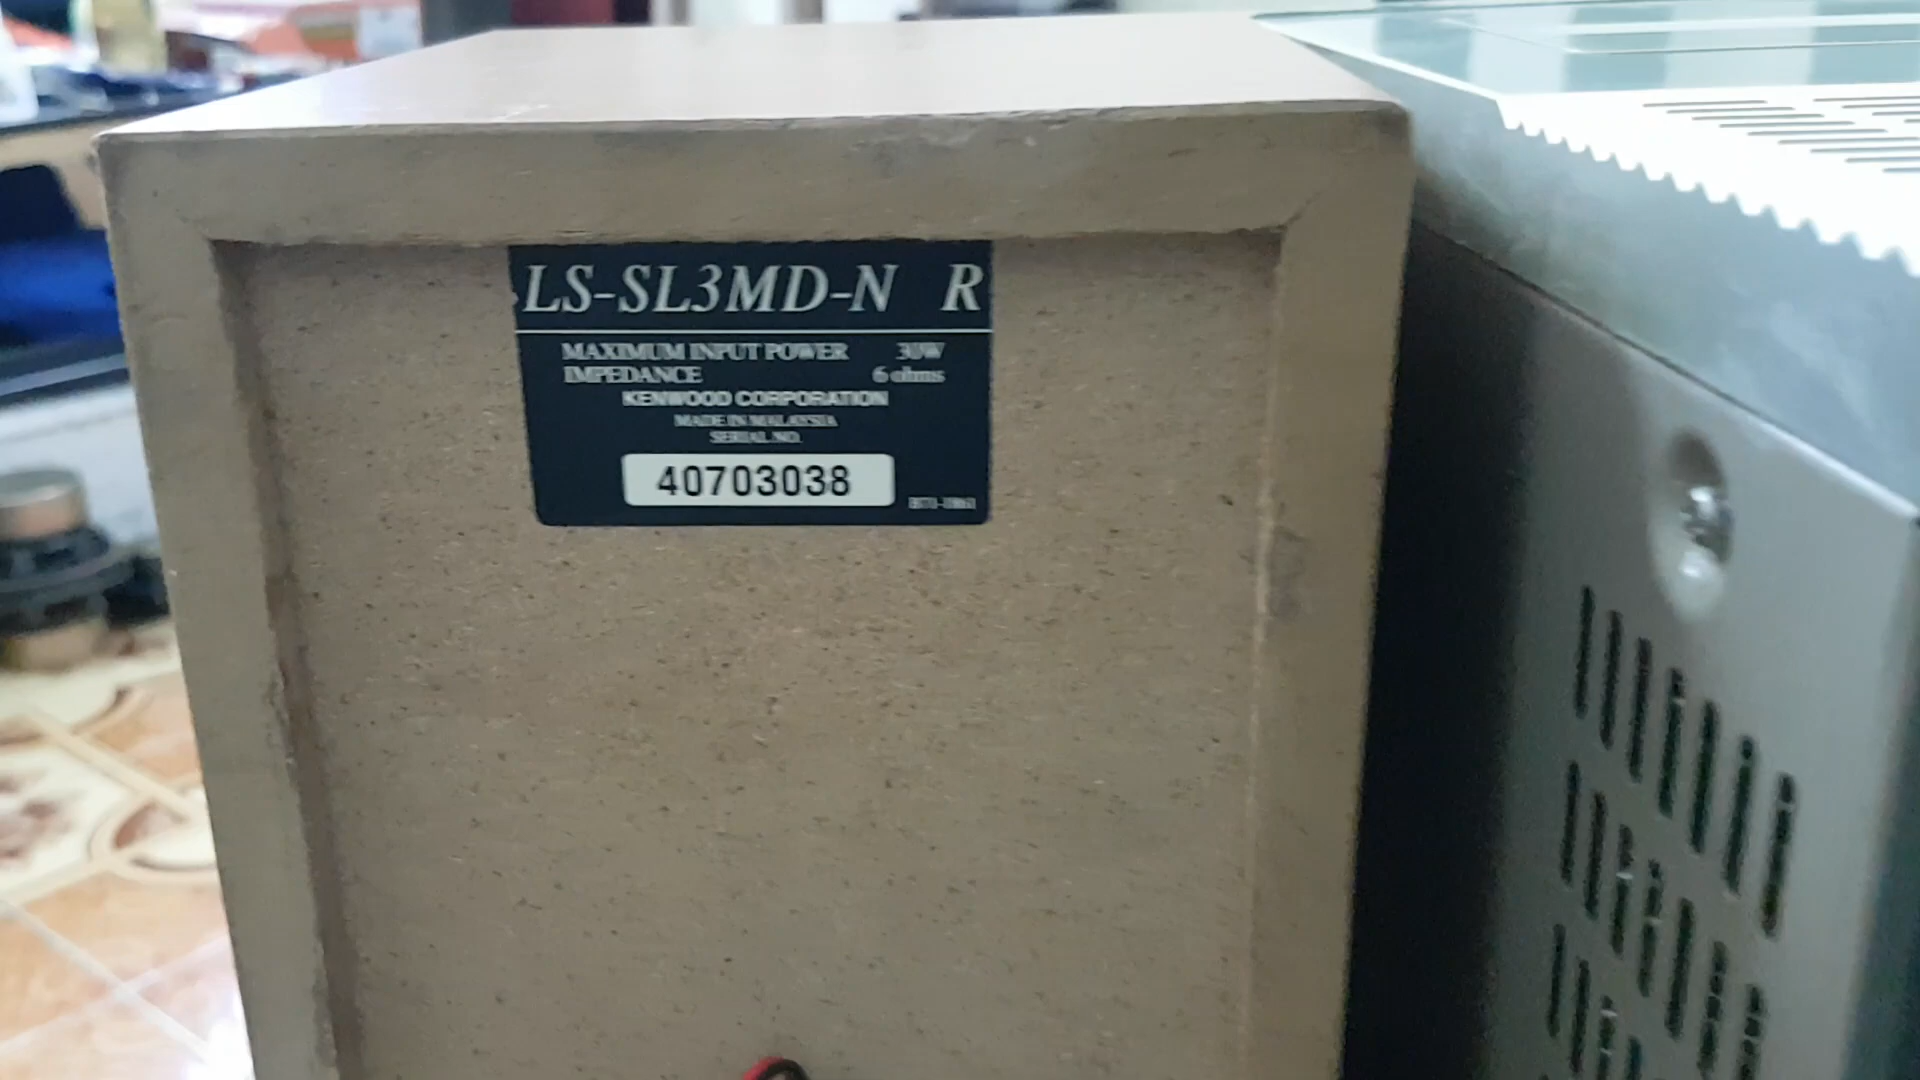 LS-SL3MD-N R
MAXIMUM INPUT POWER 30W
IMPEDANCE 6 ohms
KENWOOD CORPORATION
MADE IN MALAYSIA
SERIAL NO.
40703038